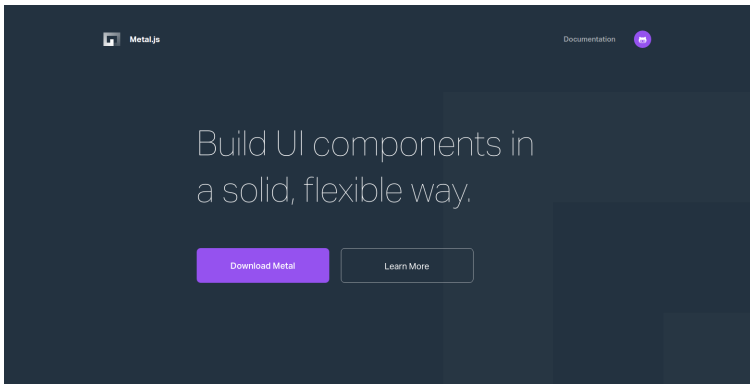 Metal.js
Documentation
Build UI components in
a solid, flexible way.
Download Metal
Learn More